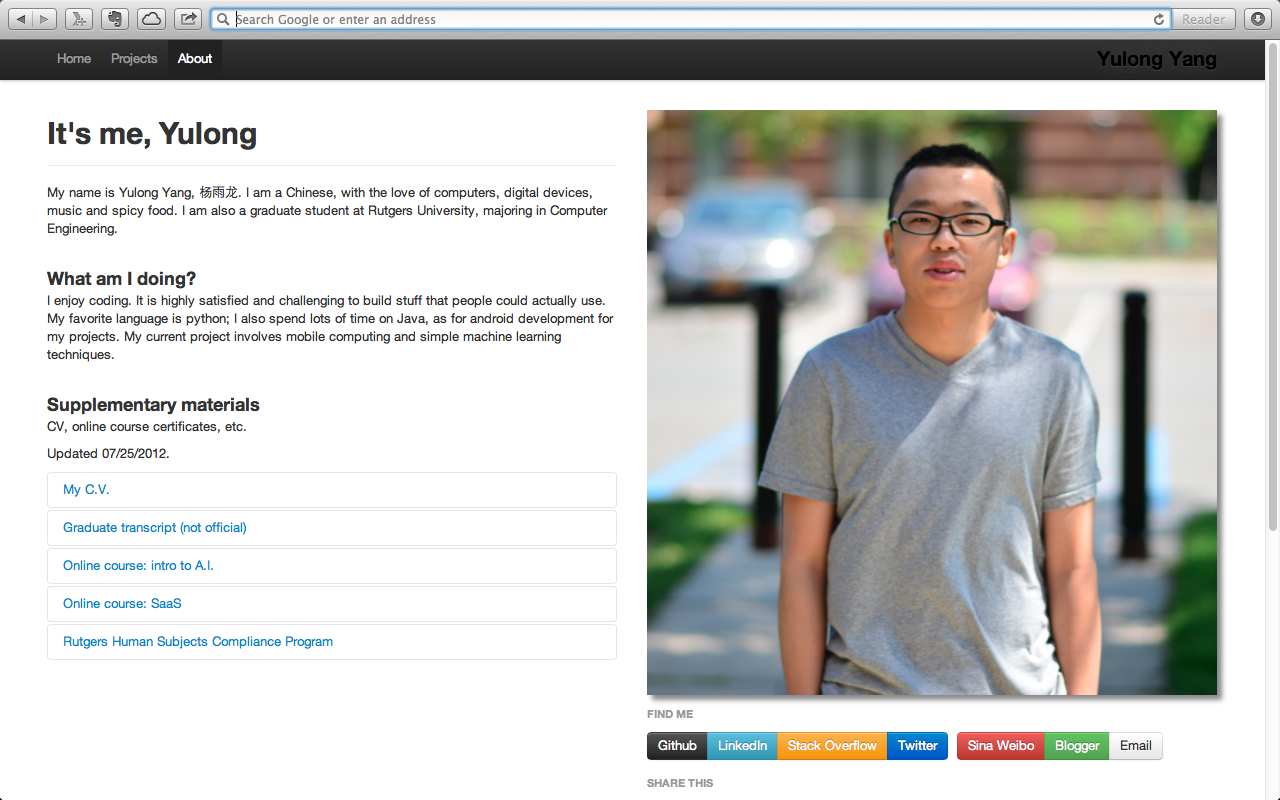 Search Google or enter an address
Reader
Home Projects About
Yulong Yang
It's me, Yulong
My name is Yulong Yang, 杨雨龙. I am a Chinese, with the love of computers, digital devices,
music and spicy food. I am also a graduate student at Rutgers University, majoring in Computer
Engineering.
What am I doing?
I enjoy coding. It is highly satisfied and challenging to build stuff that people could actually use.
My favorite language is python; I also spend lots of time on Java, as for android development for
my projects. My current project involves mobile computing and simple machine learning
techniques.
Supplementary materials
CV, online course certificates, etc.
Updated 07/25/2012.
My C.V.
Graduate transcript (not official)
Online course: intro to A.I.
Online course: SaaS
Rutgers Human Subjects Compliance Program
FIND ME
Github LinkedIn Stack Overflow Twitter Sina Weibo Blogger Email
SHARE THIS